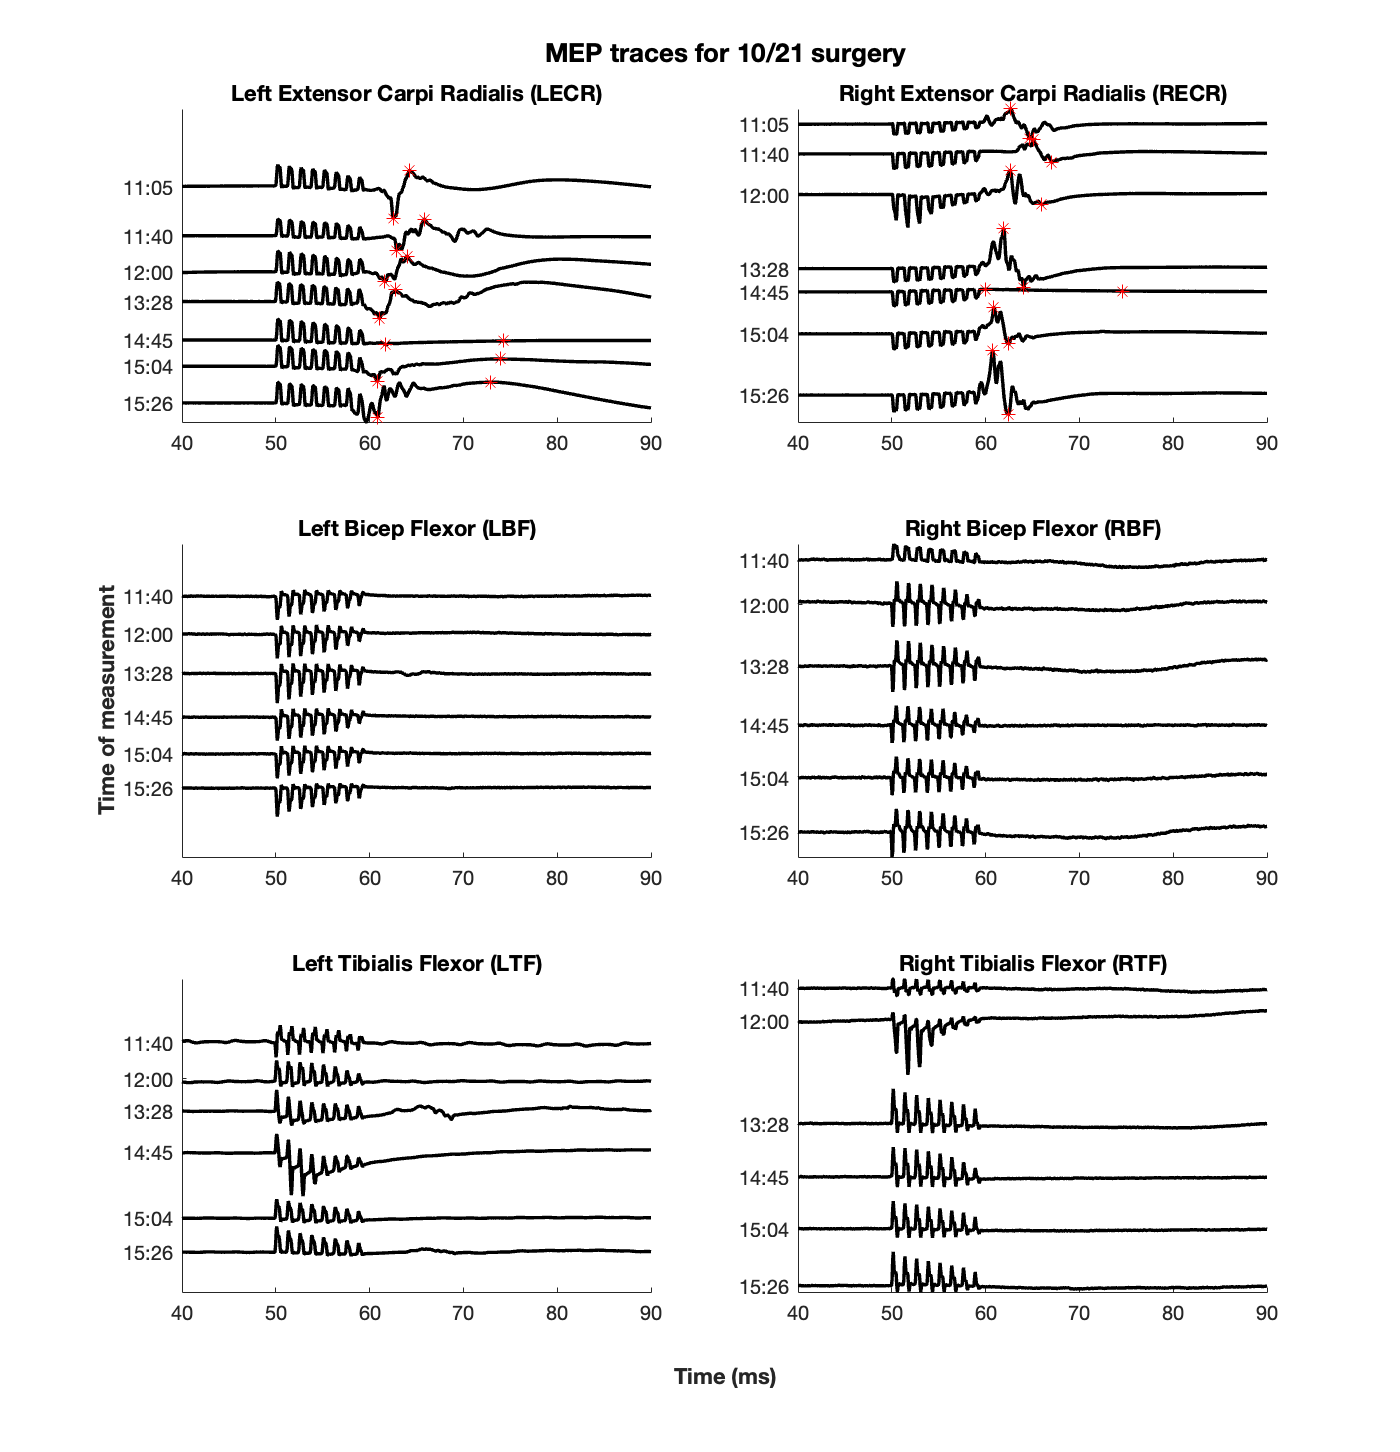 MEP traces for 10/21 surgery
Left Extensor Carpi Radialis (LECR)
11:05
11:40
12:00
13:28
14:45
15:04
15:26
40 50 60 70 80 90
Right Extensor Carpi Radialis (RECR)
11:05
11:40
12:00
13:28
14:45
15:04
15:26
40 50 60 70 80 90
Time of measurement
Left Bicep Flexor (LBF)
11:40
12:00
13:28
14:45
15:04
15:26
40 50 60 70 80 90
Right Bicep Flexor (RBF)
11:40
12:00
13:28
14:45
15:04
15:26
40 50 60 70 80 90
Left Tibialis Flexor (LTF)
11:40
12:00
13:28
14:45
15:04
15:26
40 50 60 70 80 90
Right Tibialis Flexor (RTF)
11:40
12:00
13:28
14:45
15:04
15:26
40 50 60 70 80 90
Time (ms)